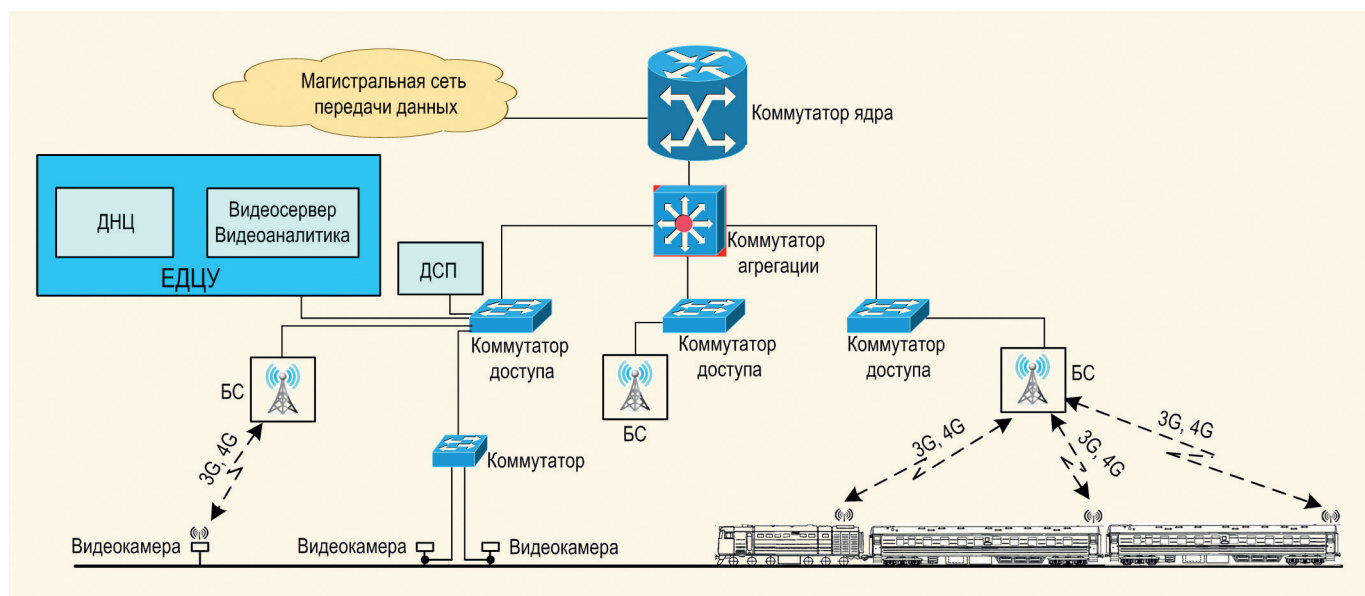 Магистральная сеть
передачи данных
Коммутатор ядра
ДНЦ
Видеосервер
Видеоаналитика
ЕДЦУ
ДСП
Коммутатор
агрегации
Коммутатор
доступа
Коммутатор
доступа
Коммутатор
доступа
БС
БС
БС
3G, 4G
3G, 4G
3G, 4G
3G, 4G
Коммутатор
Видеокамера
Видеокамера
Видеокамера